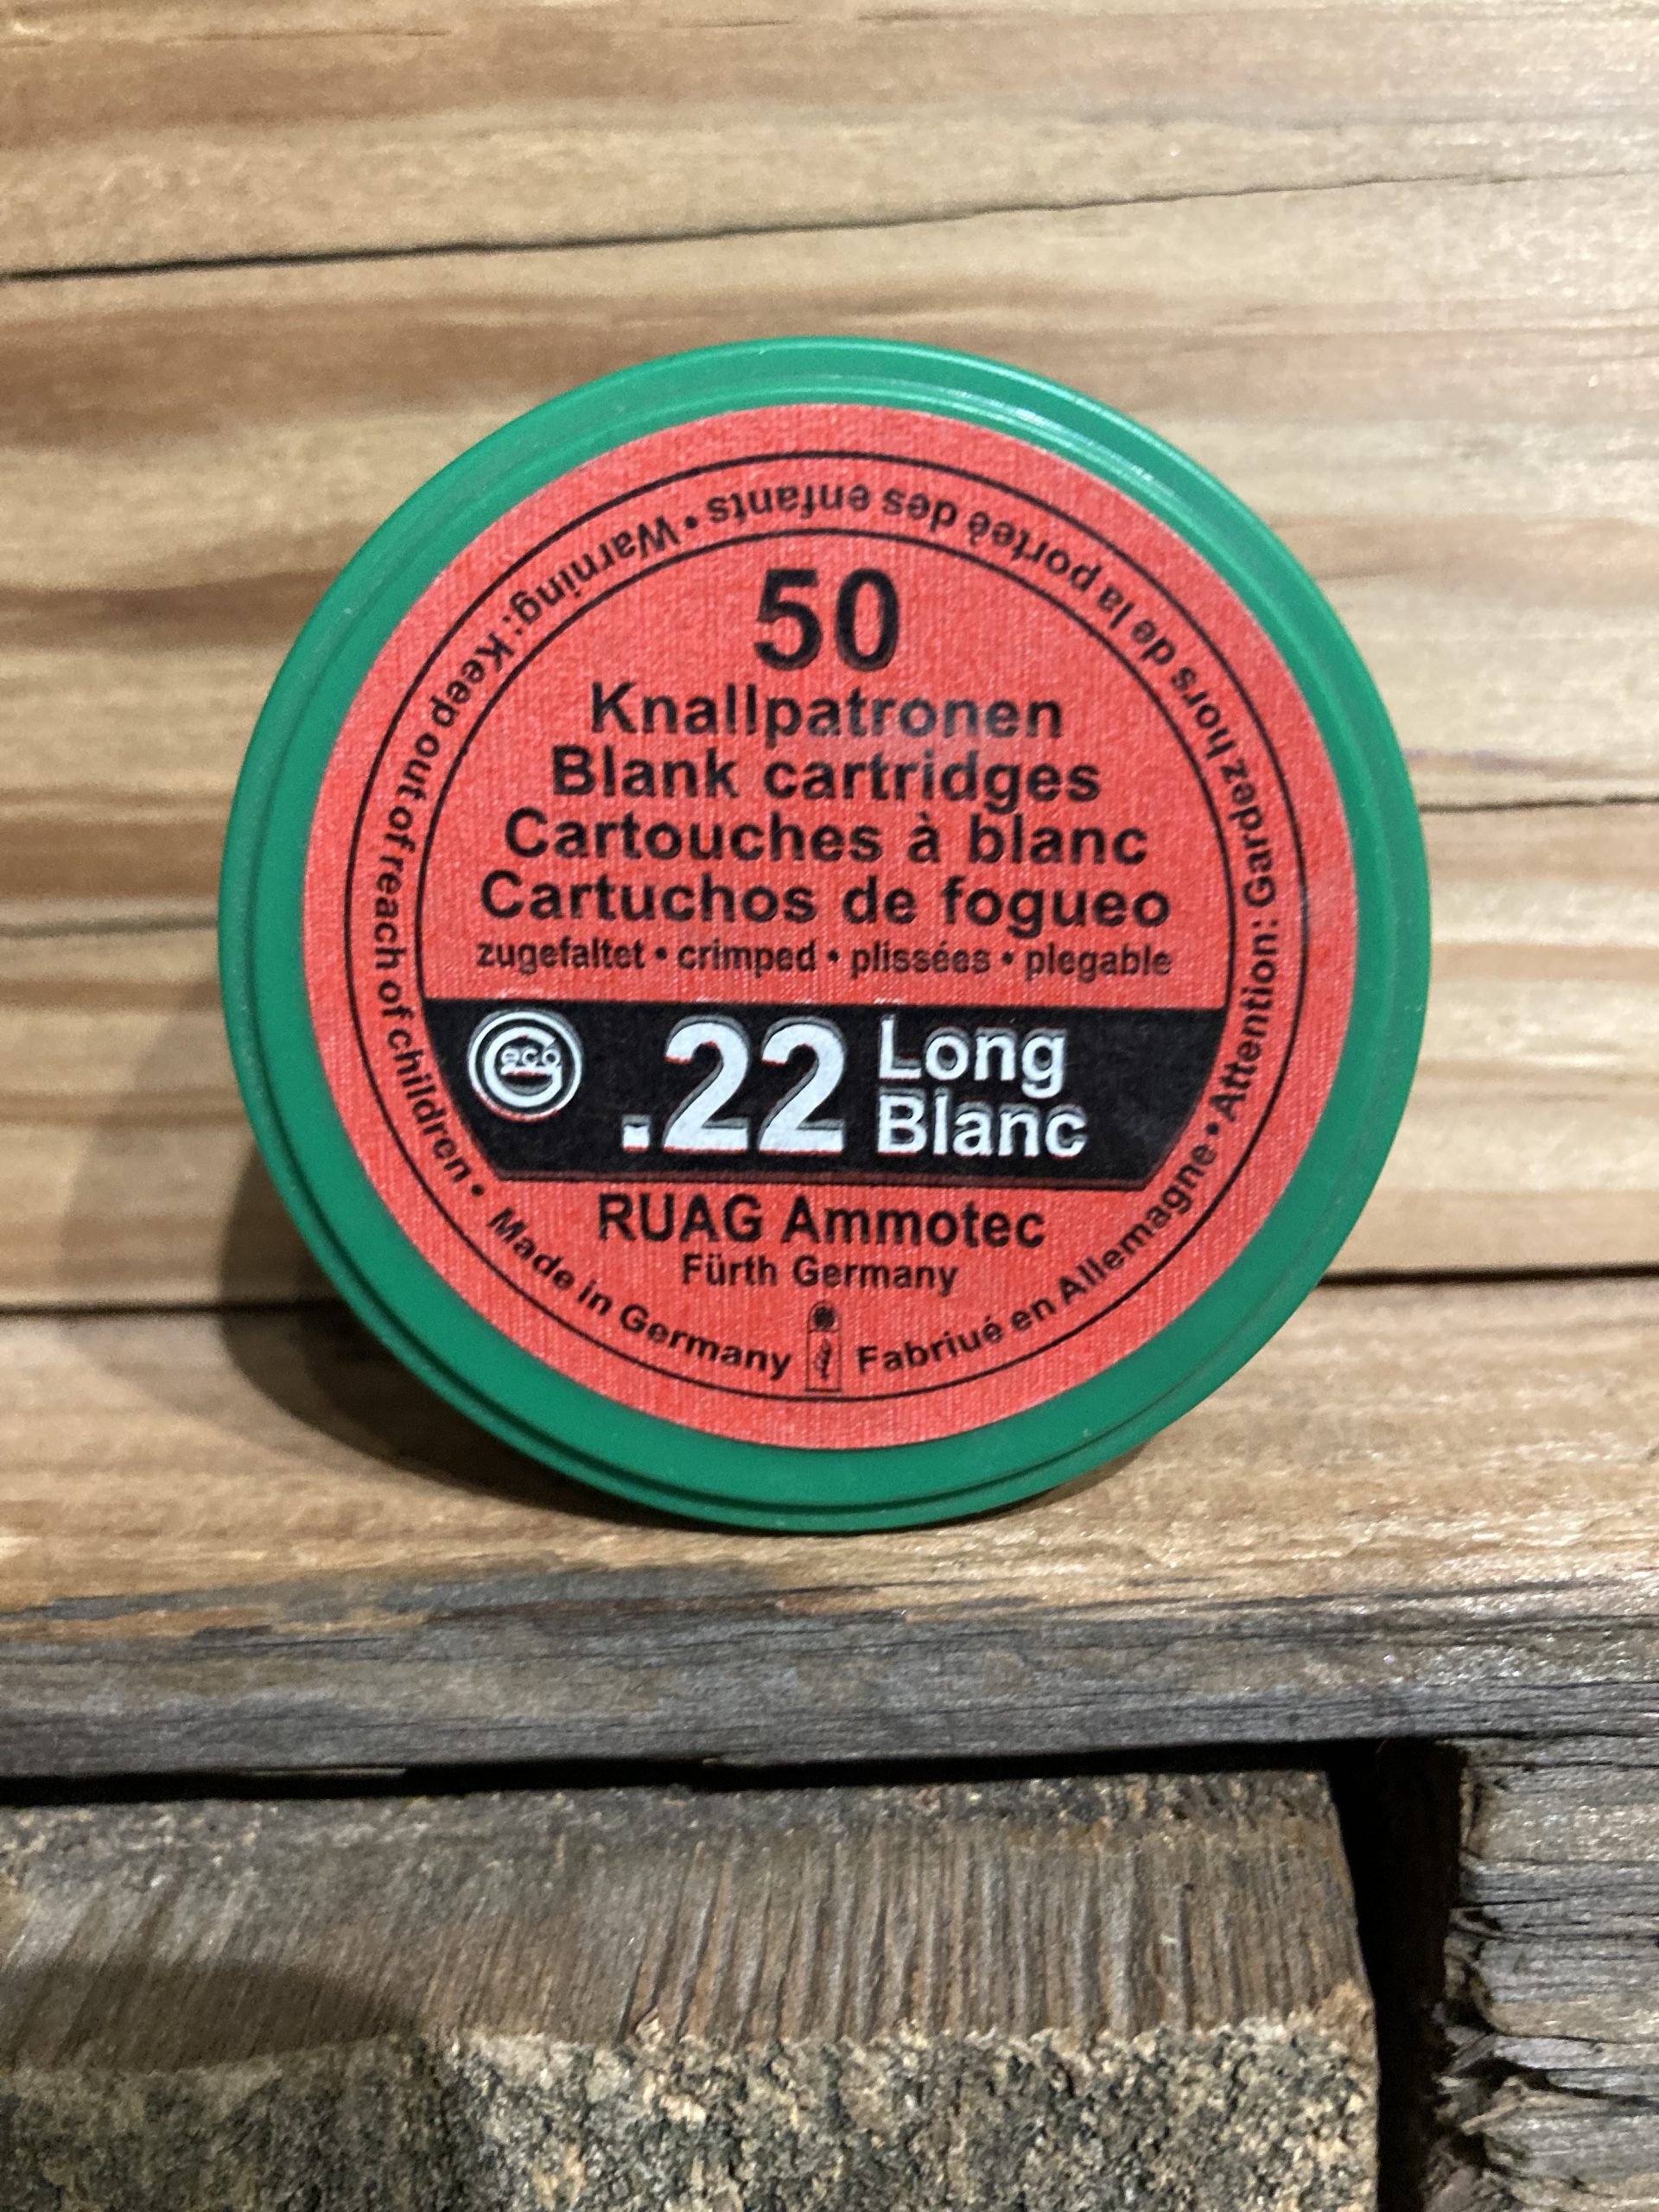 50
Knallpatronen
Blank cartridges
Cartouches à blanc
Cartuchos de fogueo
zugefaltet • crimped • plissées • plegable
Geco
.22 Long
Blanc
RUAG Ammotec
Fürth Germany
Warning: Keep out of reach of children •
Made in Germany
Fabriué en Allemagne •
Attention: Gardez hors de la porteè des enfants •